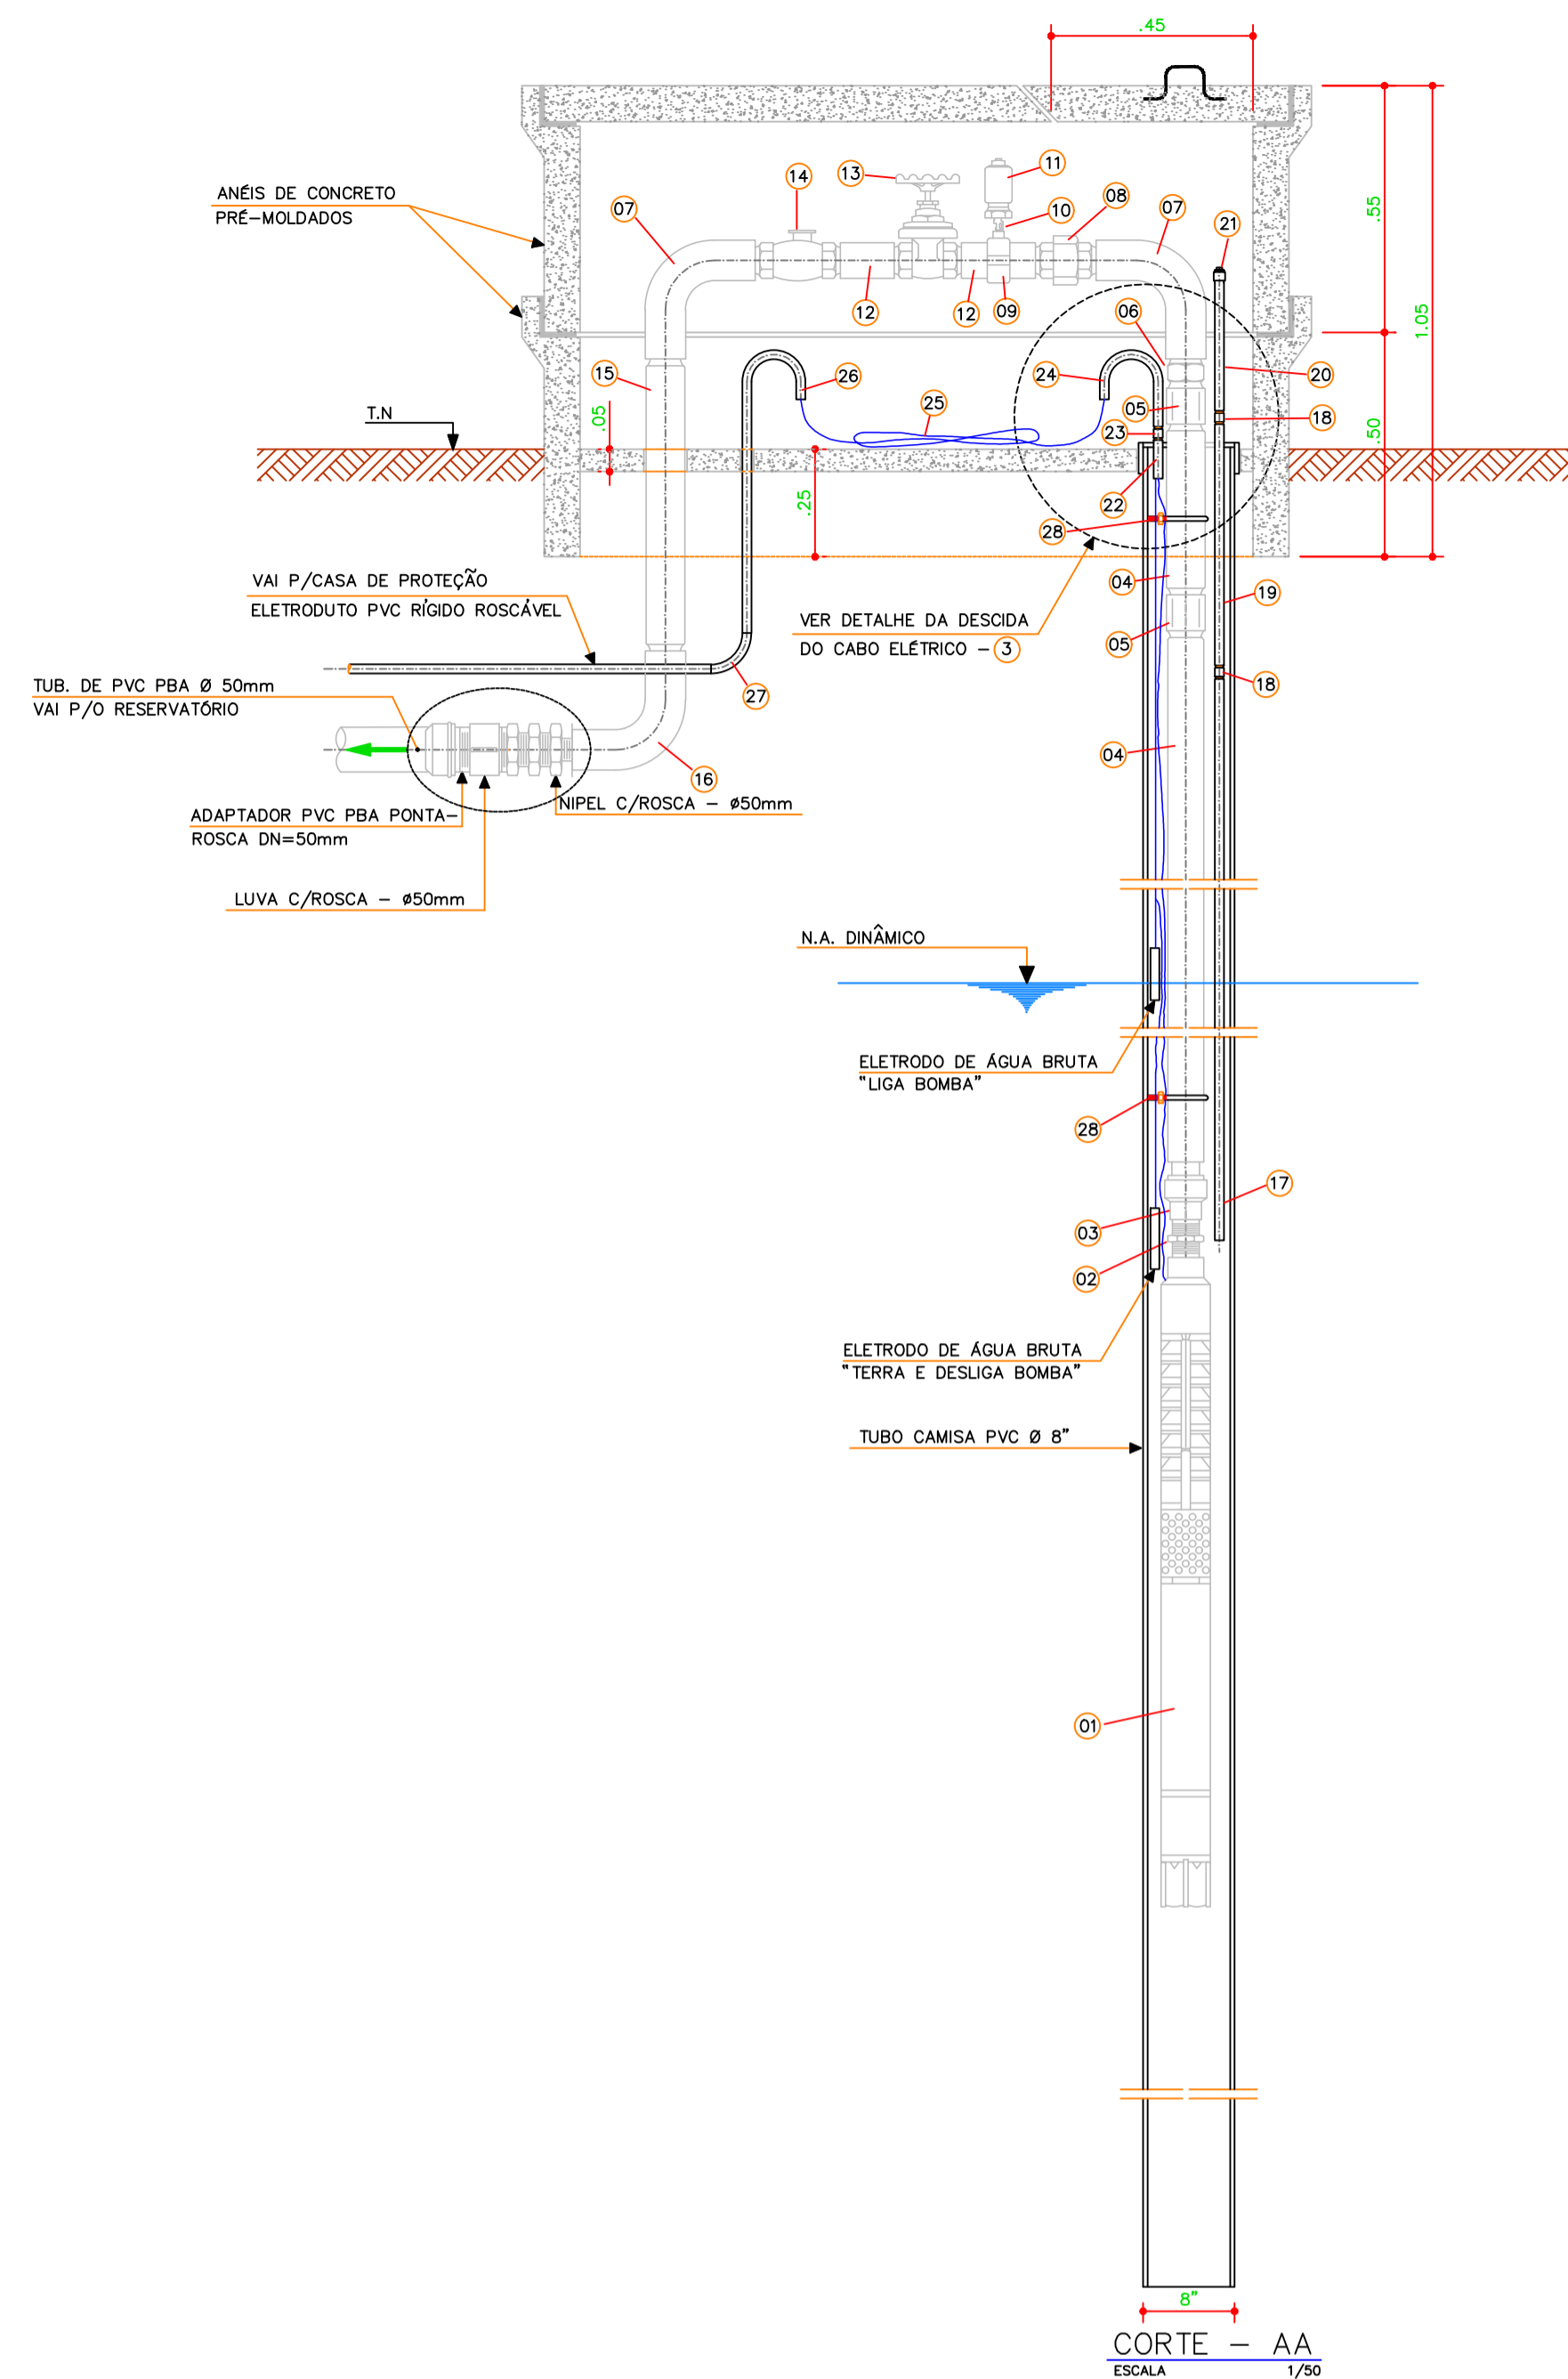 .45
ANÉIS DE CONCRETO
PRÉ-MOLDADOS
14
13
11
10
08
07
07
21
.55
1.05
12
12
09
06
15
26
24
20
25
05
18
.05
T.N
23
.50
.25
22
28
VAI P/CASA DE PROTEÇÃO
ELETRODUTO PVC RÍGIDO ROSCÁVEL
04
19
VER DETALHE DA DESCIDA
DO CABO ELÉTRICO - 3
05
TUB. DE PVC PBA Ø 50mm
VAI P/O RESERVATÓRIO
27
18
04
16
NIPEL C/ROSCA - Ø50mm
ADAPTADOR PVC PBA PONTA-
ROSCA DN=50mm
LUVA C/ROSCA - Ø50mm
N.A. DINÂMICO
ELETRODO DE ÁGUA BRUTA
"LIGA BOMBA"
28
17
03
02
ELETRODO DE ÁGUA BRUTA
"TERRA E DESLIGA BOMBA"
TUBO CAMISA PVC Ø 8"
01
8"
CORTE - AA
ESCALA 1/50